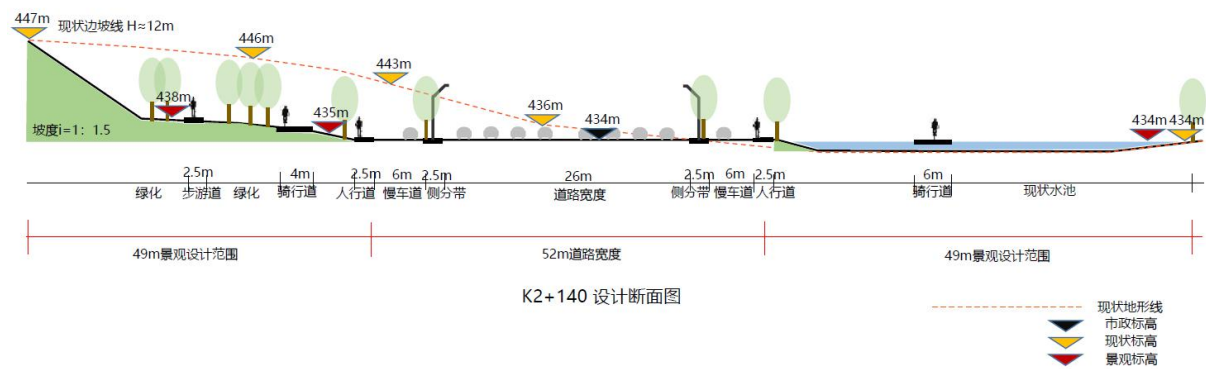 447m
现状边坡线 H≈12m
446m
443m
438m
435m
436m
434m
434m
434m
坡度i=1：1.5
2.5m
4m
2.5m
6m
2.5m
26m
2.5m
6m
2.5m
6m
绿化
步游道
绿化
骑行道
人行道
慢车道
侧分带
道路宽度
侧分带
慢车道
人行道
骑行道
现状水池
49m景观设计范围
52m道路宽度
49m景观设计范围
K2+140 设计断面图
现状地形线
市政标高
现状标高
景观标高